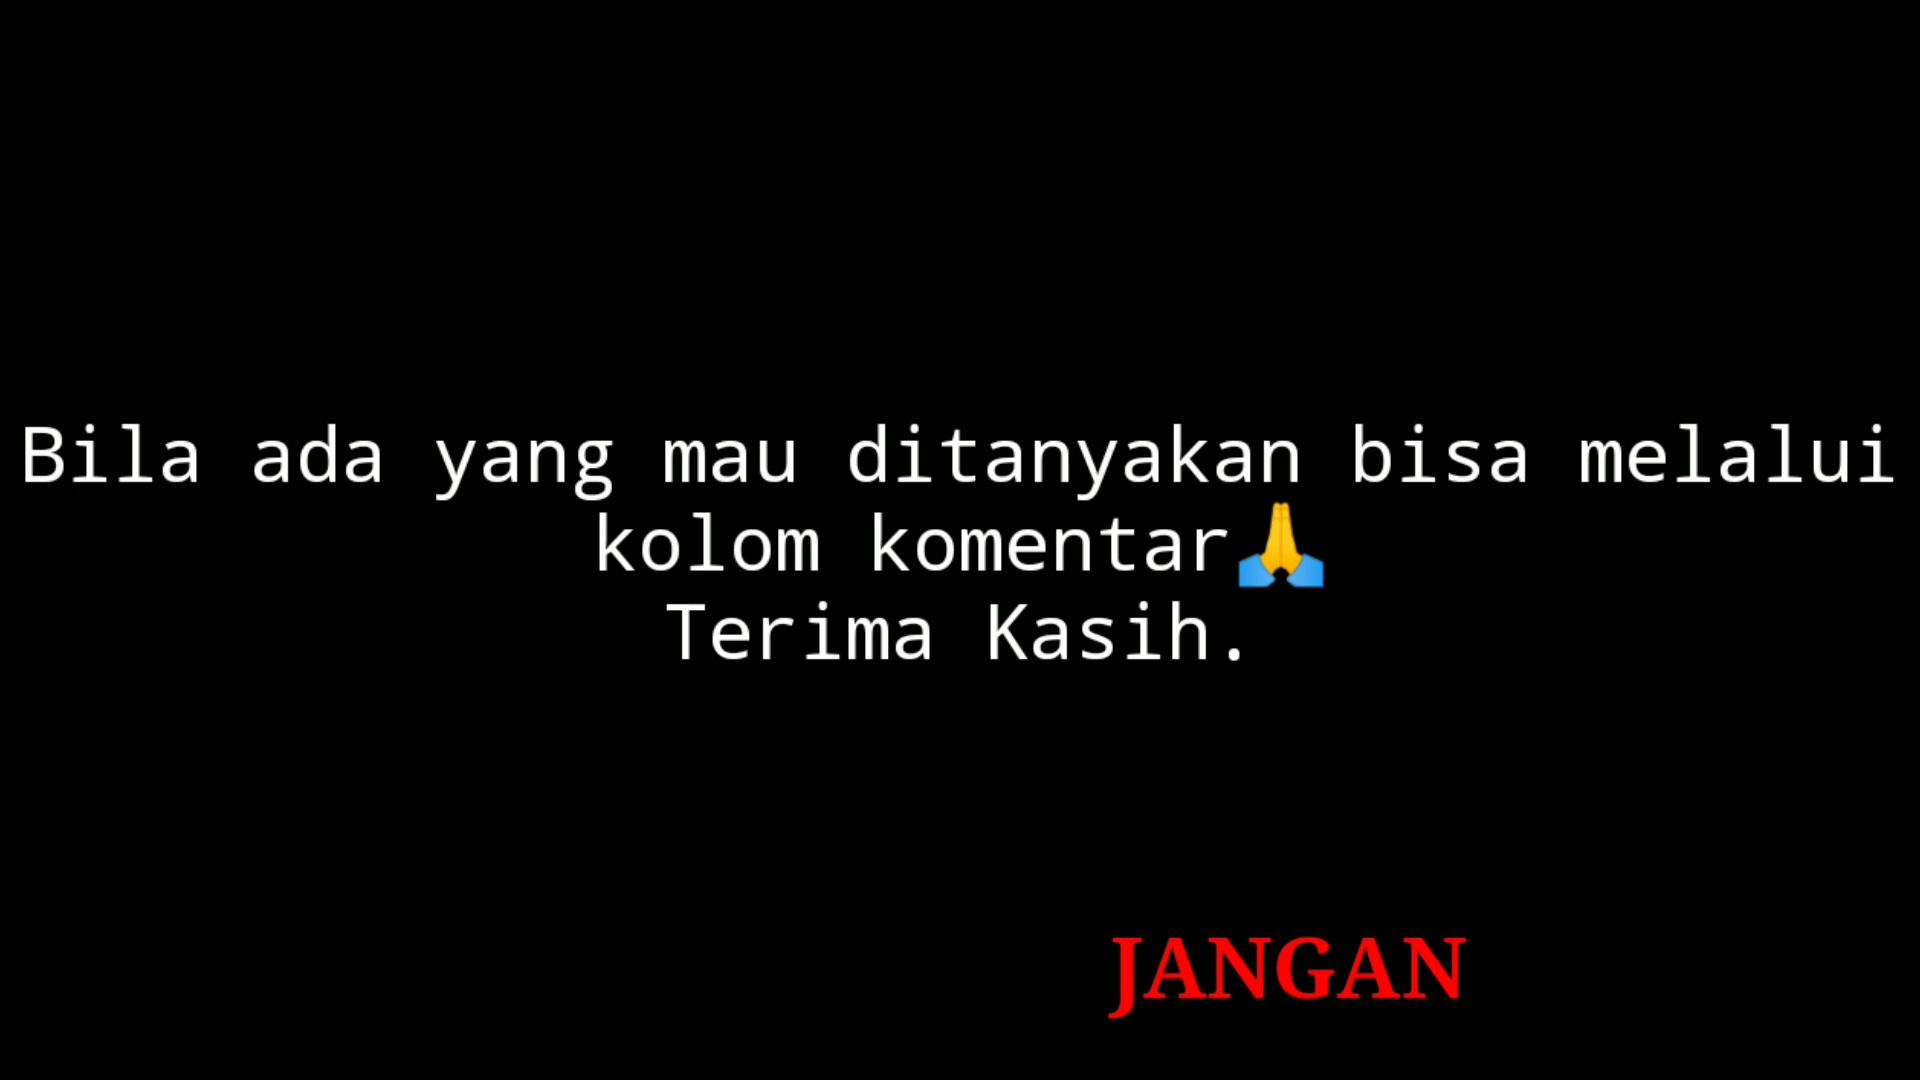 Bila ada yang mau ditanyakan bisa melalui
kolom komentar🙏
Terima Kasih.
JANGAN